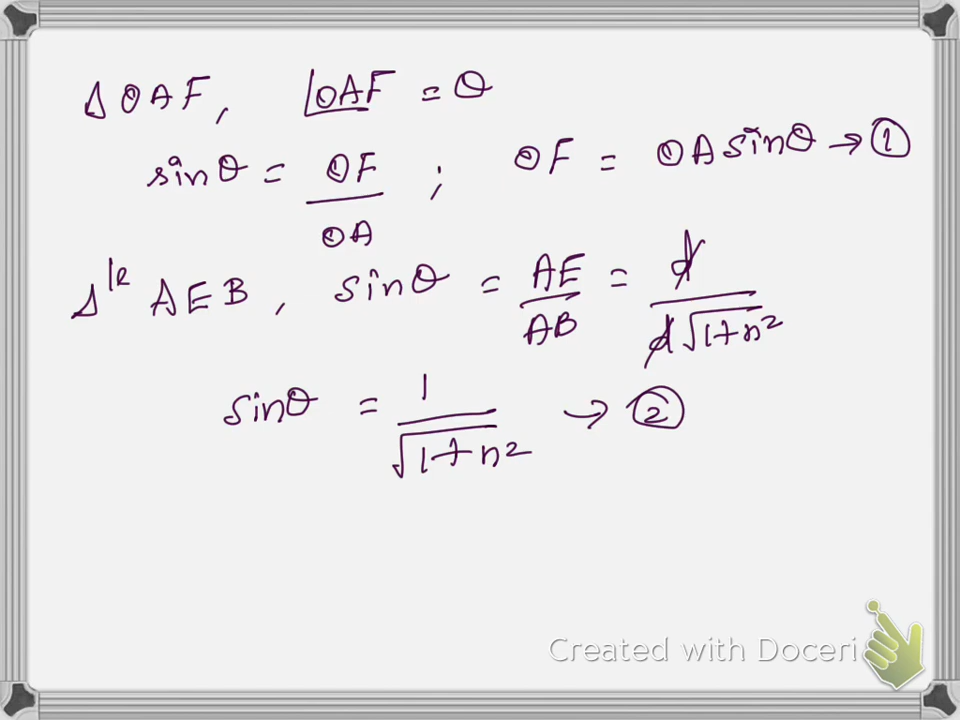 Δ OAF, ∠OAF = θ
sinθ = OF/OA ; OF = OA sinθ → ①
Δle AEB, sinθ = AE/AB = d/d√(1+n²)
sinθ = 1/√(1+n²) → ②
Created with Doceri